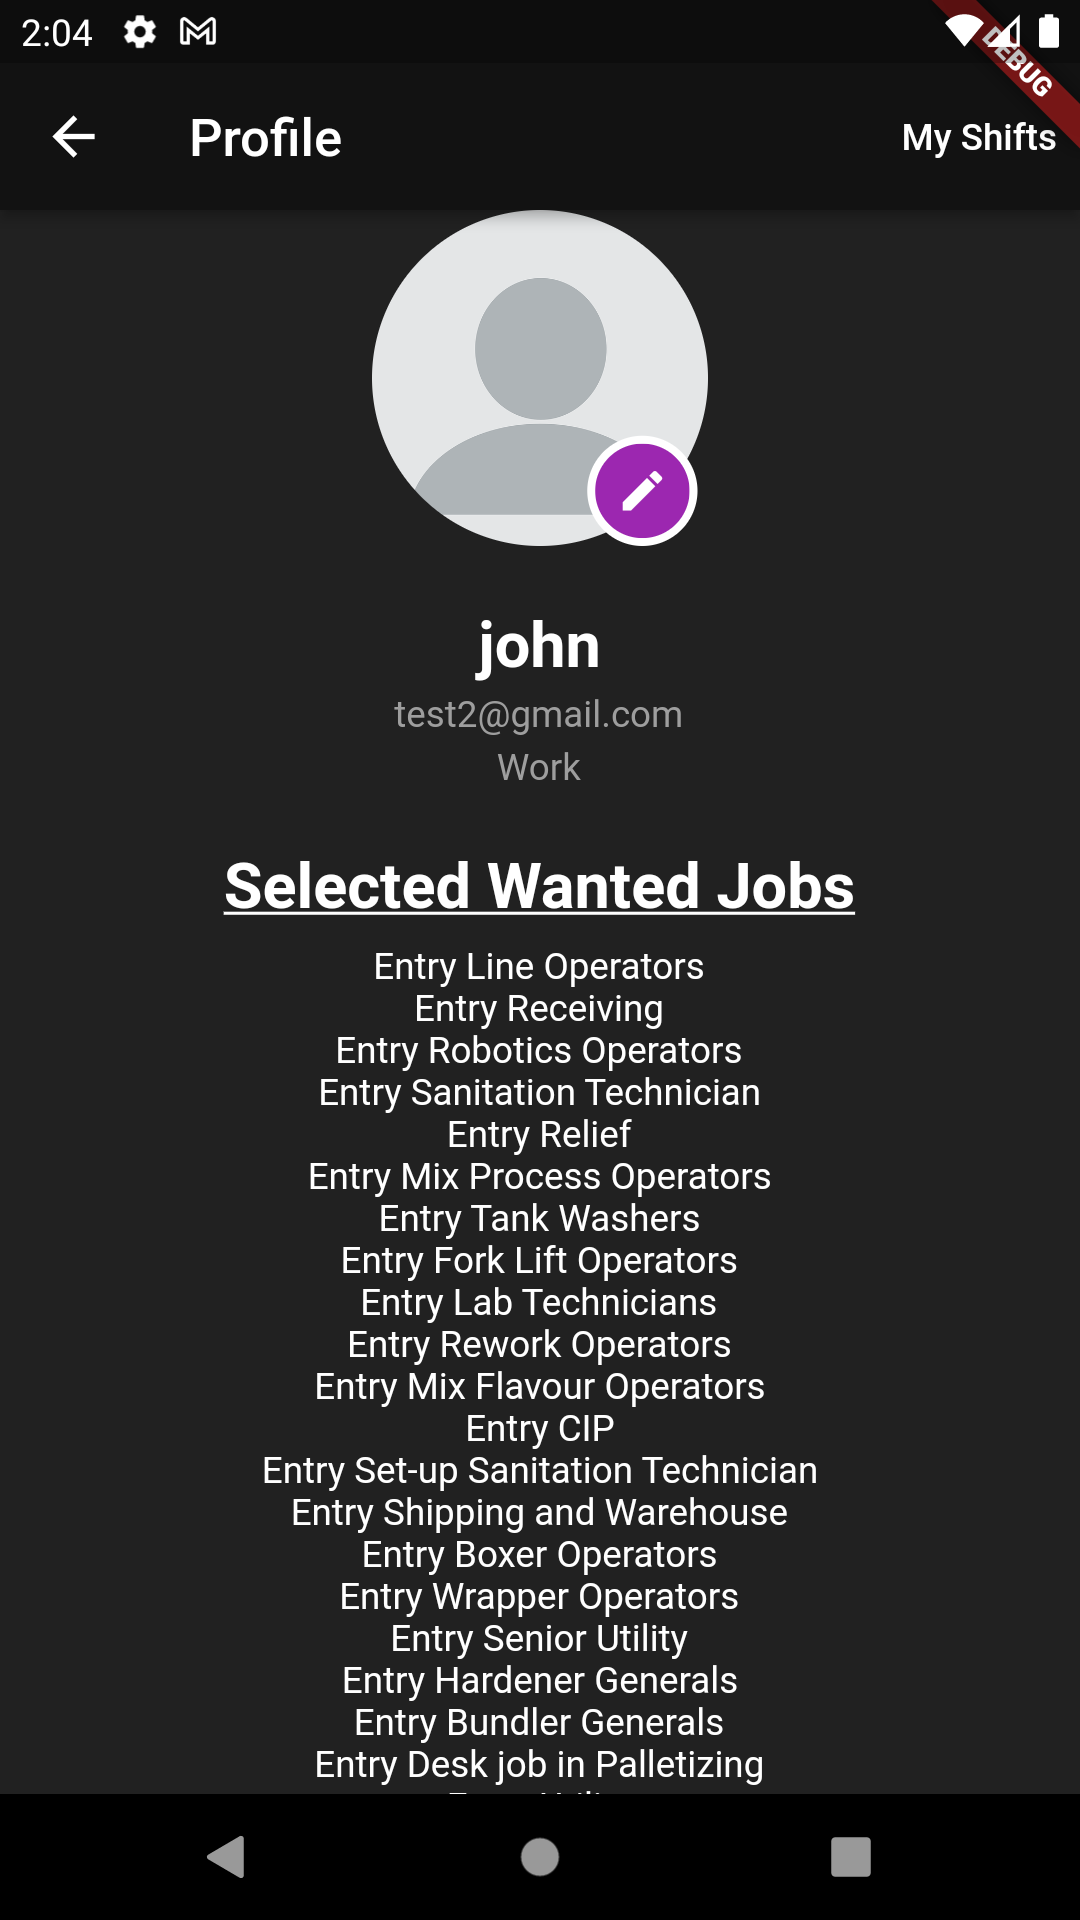 2:04
DEBUG
Profile
My Shifts
john
test2@gmail.com
Work
Selected Wanted Jobs
Entry Line Operators
Entry Receiving
Entry Robotics Operators
Entry Sanitation Technician
Entry Relief
Entry Mix Process Operators
Entry Tank Washers
Entry Fork Lift Operators
Entry Lab Technicians
Entry Rework Operators
Entry Mix Flavour Operators
Entry CIP
Entry Set-up Sanitation Technician
Entry Shipping and Warehouse
Entry Boxer Operators
Entry Wrapper Operators
Entry Senior Utility
Entry Hardener Generals
Entry Bundler Generals
Entry Desk job in Palletizing